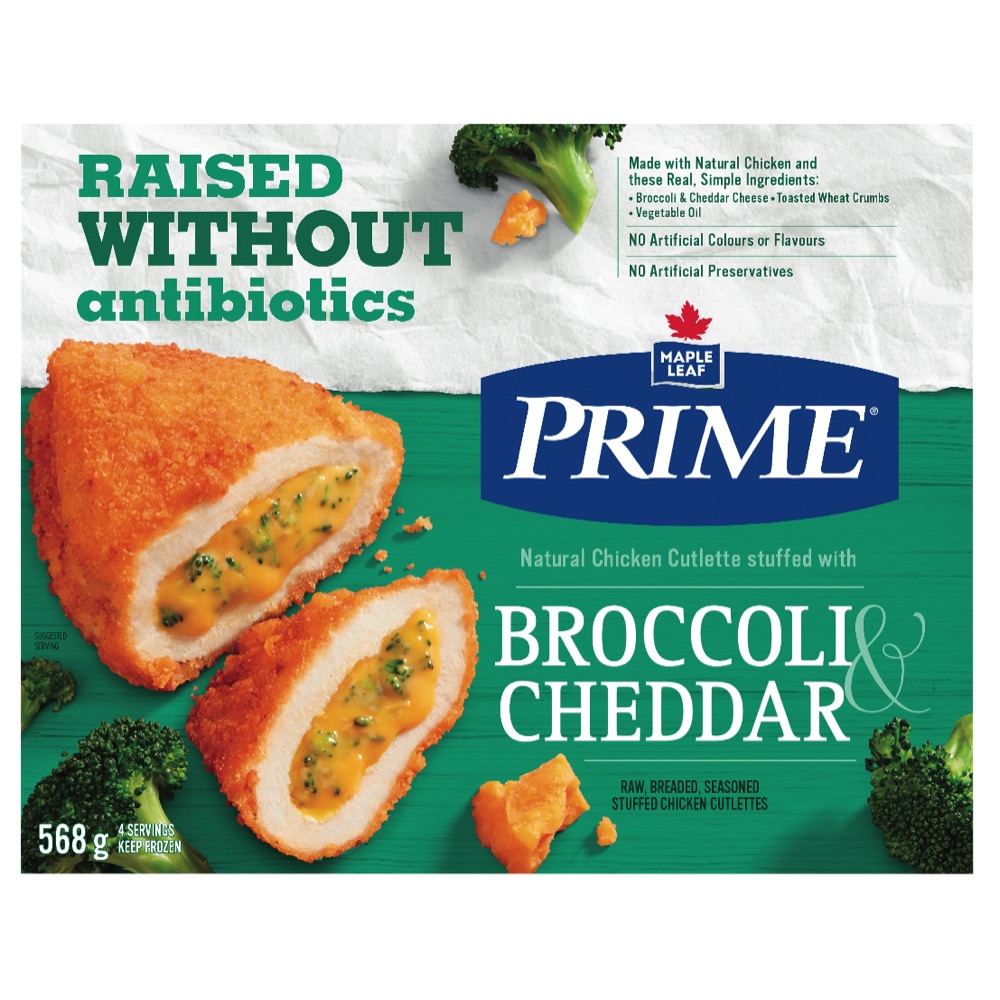 RAISED
WITHOUT
antibiotics
Made with Natural Chicken and
these Real, Simple Ingredients:
• Broccoli & Cheddar Cheese • Toasted Wheat Crumbs
• Vegetable Oil
NO Artificial Colours or Flavours
NO Artificial Preservatives
MAPLE
LEAF
PRIME®
Natural Chicken Cutlette stuffed with
BROCCOLI &
CHEDDAR
RAW, BREADED, SEASONED
STUFFED CHICKEN CUTLETTES
SUGGESTED
SERVING
568 g
4 SERVINGS
KEEP FROZEN